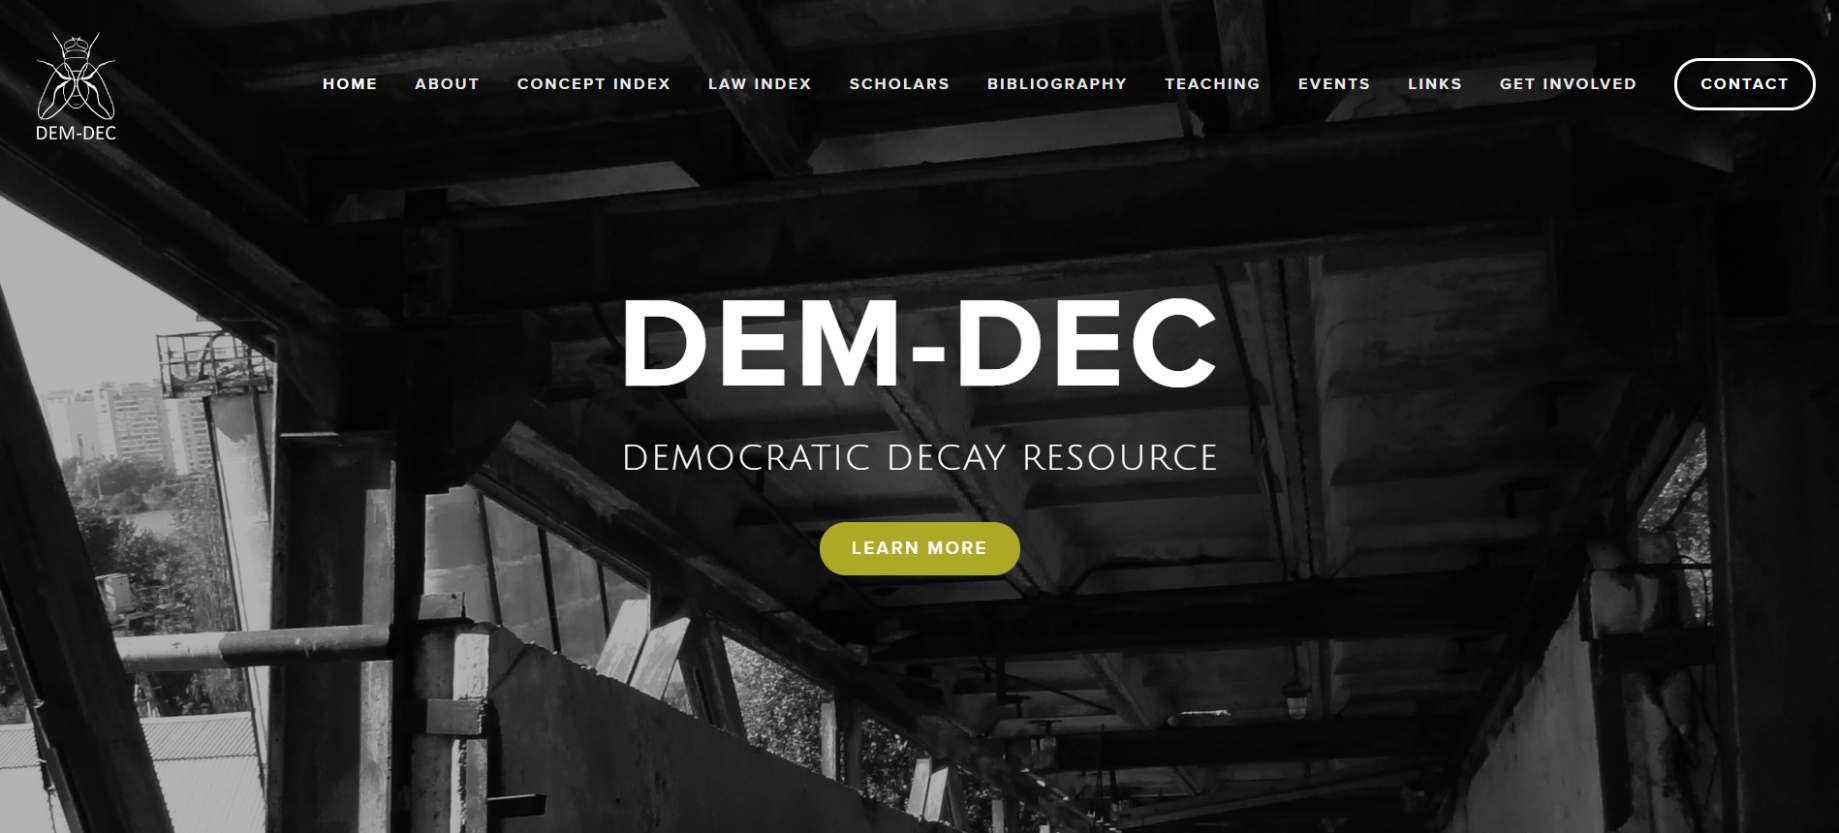 DEM-DEC
HOME ABOUT CONCEPT INDEX LAW INDEX SCHOLARS BIBLIOGRAPHY TEACHING EVENTS LINKS GET INVOLVED CONTACT
DEM-DEC
DEMOCRATIC DECAY RESOURCE
LEARN MORE